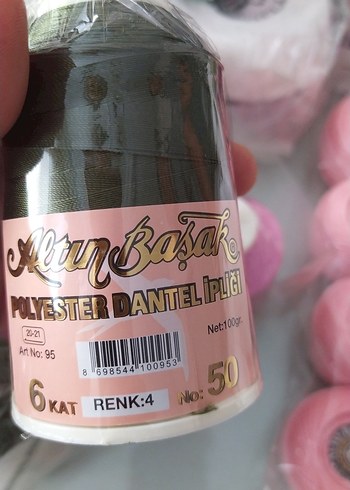 Altın Başak
POLYESTER DANTEL İPLİĞİ
20-21
Net:100gr.
Art No: 95
8 698544 100953
6 KAT
RENK:4
No: 50